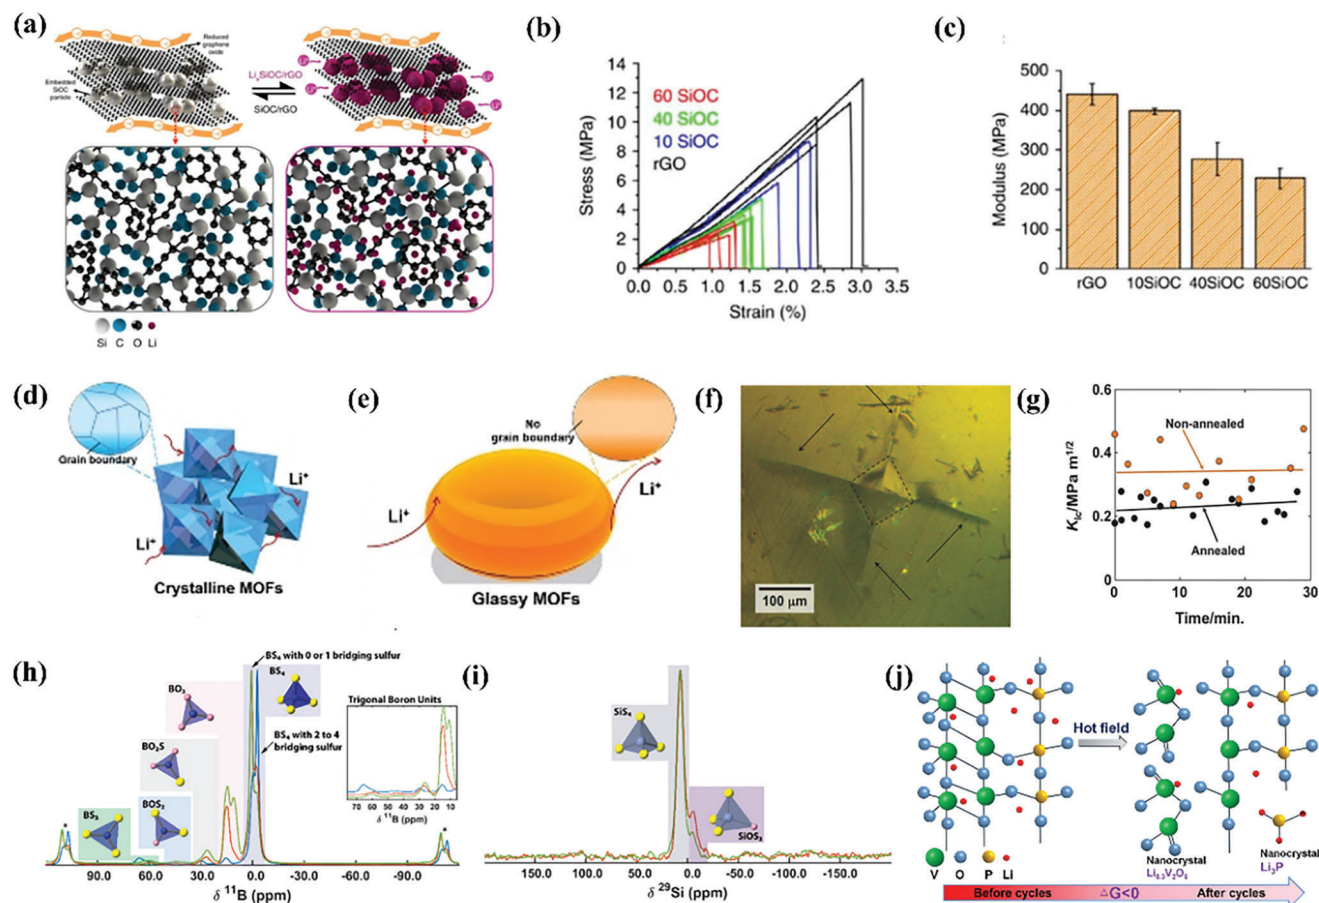 (a)
Reduced
graphene
oxide
Embedded
SiOC
particle
LiₓSiOC/rGO
SiOC/rGO
Li⁺
Li⁺
Li⁺
Li⁺
Si C O Li
(b)
Stress (MPa)
14
13
12
10
8
6
4
2
0
60 SiOC
40 SiOC
10 SiOC
rGO
0.0 0.5 1.0 1.5 2.0 2.5 3.0 3.5
Strain (%)
(c)
Modulus (MPa)
500
400
300
200
100
0
rGO 10SiOC 40SiOC 60SiOC
(d)
Grain boundary
Li⁺
Li⁺
Crystalline MOFs
(e)
No
grain boundary
Li⁺
Li⁺
Glassy MOFs
(f)
100 μm
(g)
K_Ic/MPa m^1/2
0.6
0.4
0.2
0
Non-annealed
Annealed
0 10 20 30
Time/min.
(h)
BS₄ with 0 or 1 bridging sulfur
BS₄
BO₃
BS₄ with 2 to 4
bridging sulfur
BO₂S
BS₃
BOS₂
*
*
Trigonal Boron Units
70 60 50 40 30 20 10
δ ¹¹B (ppm)
90.0 60.0 30.0 0.0 -30.0 -60.0 -90.0
δ ¹¹B (ppm)
(i)
SiS₄
SiOS₃
150.0 100.0 50.0 0.0 -50.0 -100.0 -150.0
δ ²⁹Si (ppm)
(j)
Hot field
V O P Li
Nanocrystal
Li₀.₃V₂O₅
Nanocrystal
Li₃P
Before cycles △G<0 After cycles